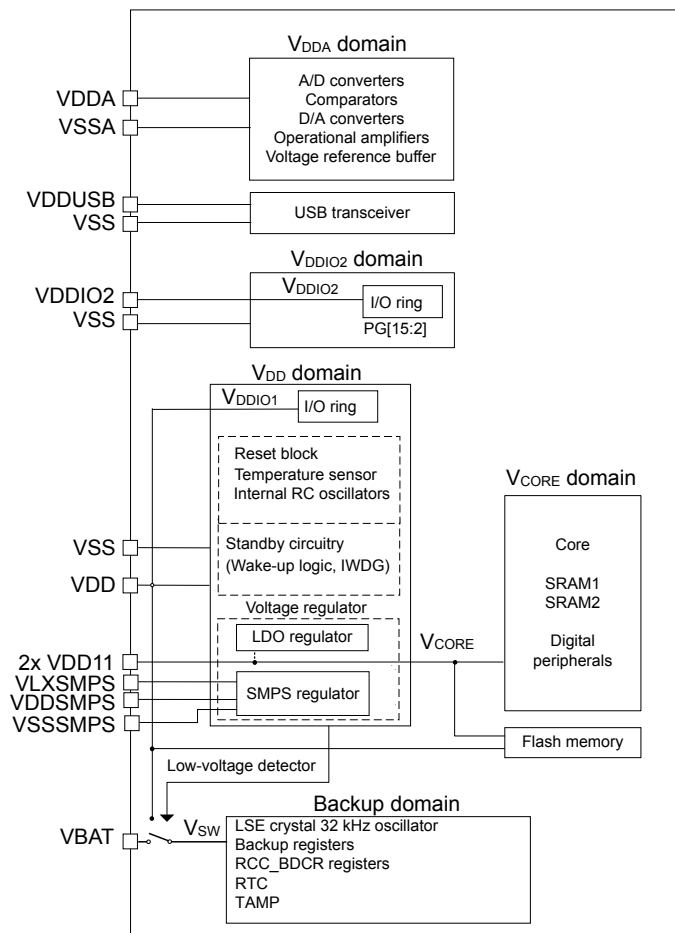 VDDA domain
A/D converters
Comparators
D/A converters
Operational amplifiers
Voltage reference buffer
VDDA
VSSA
VDDUSB
VSS
USB transceiver
VDDIO2 domain
VDDIO2
VDDIO2
I/O ring
VSS
PG[15:2]
VDD domain
VDDIO1
I/O ring
Reset block
Temperature sensor
Internal RC oscillators
VSS
VDD
Standby circuitry
(Wake-up logic, IWDG)
Voltage regulator
LDO regulator
2x VDD11
VLXSMPS
VDDSMPS
VSSSMPS
SMPS regulator
VCORE
VCORE domain
Core
SRAM1
SRAM2
Digital
peripherals
Flash memory
Low-voltage detector
Backup domain
VBAT
VSW
LSE crystal 32 kHz oscillator
Backup registers
RCC_BDCR registers
RTC
TAMP